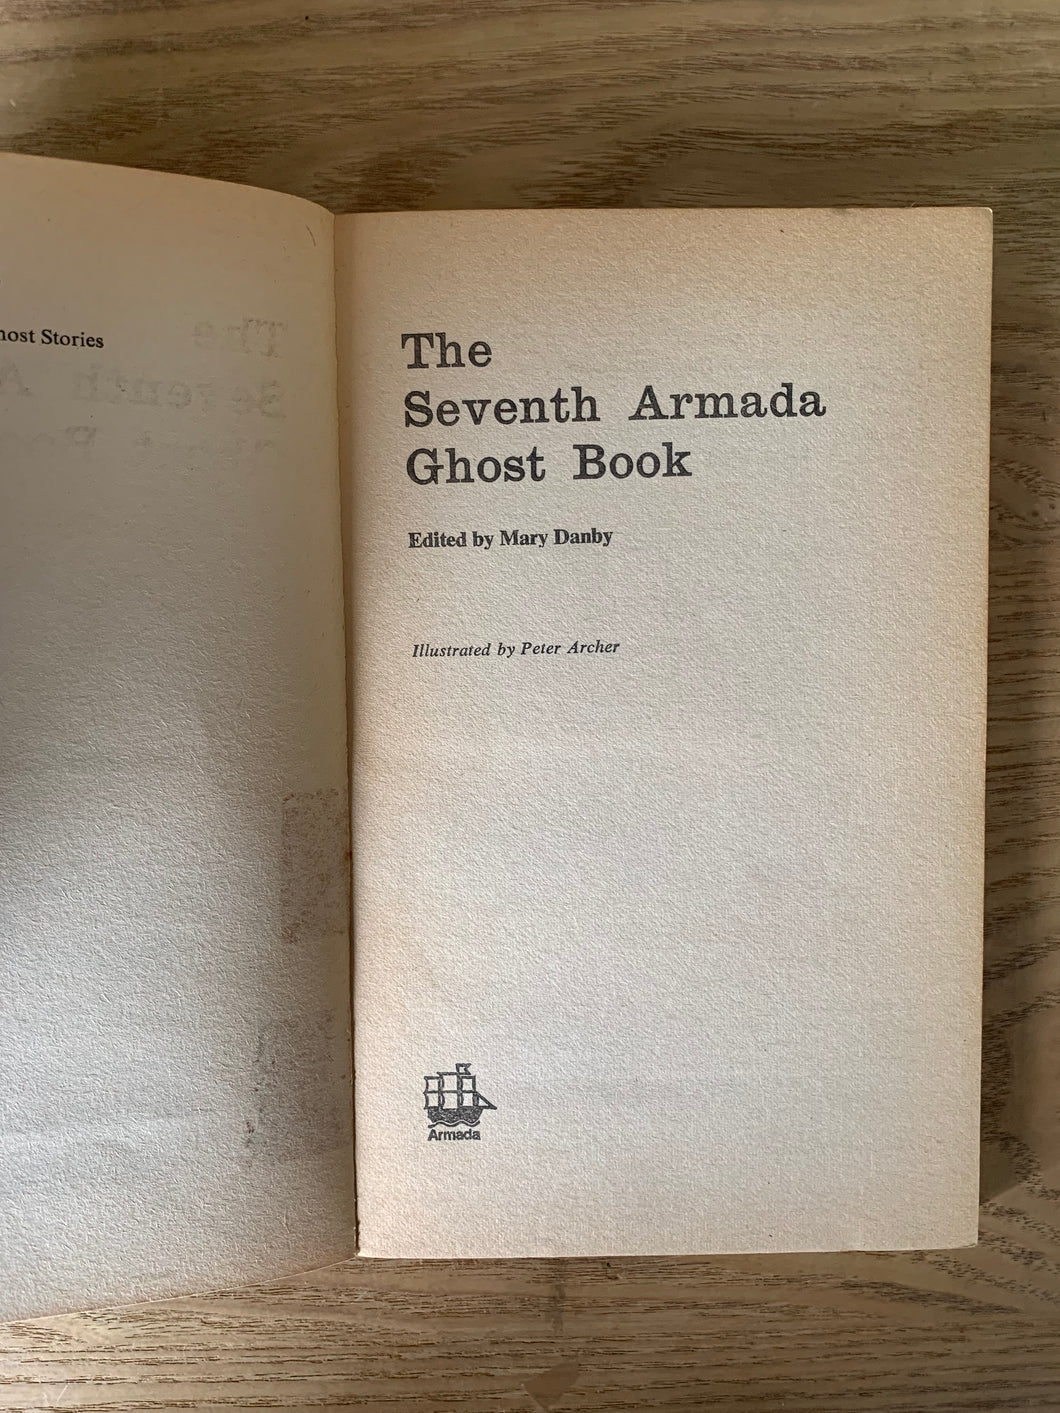 host Stories
The
Seventh Armada
Ghost Book
Edited by Mary Danby
Illustrated by Peter Archer
Armada